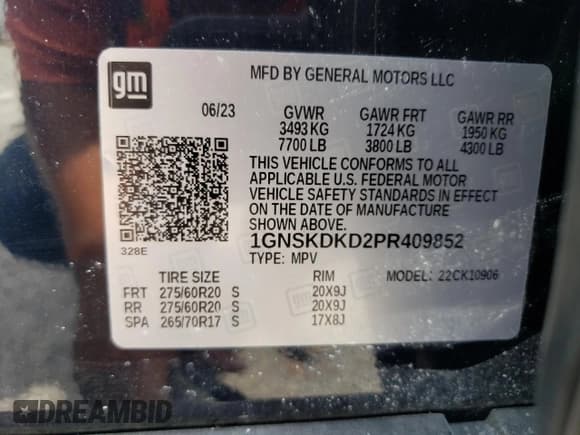 gm
MFD BY GENERAL MOTORS LLC
06/23 GVWR GAWR FRT GAWR RR
3493 KG 1724 KG 1950 KG
7700 LB 3800 LB 4300 LB
THIS VEHICLE CONFORMS TO ALL
APPLICABLE U.S. FEDERAL MOTOR
VEHICLE SAFETY STANDARDS IN EFFECT
ON THE DATE OF MANUFACTURE
SHOWN ABOVE.
328E
1GNSKDKD2PR409852
TYPE: MPV MODEL: 22CK10906
TIRE SIZE RIM
FRT 275/60R20 S 20X9J
RR 275/60R20 S 20X9J
SPA 265/70R17 S 17X8J
DREAMBID